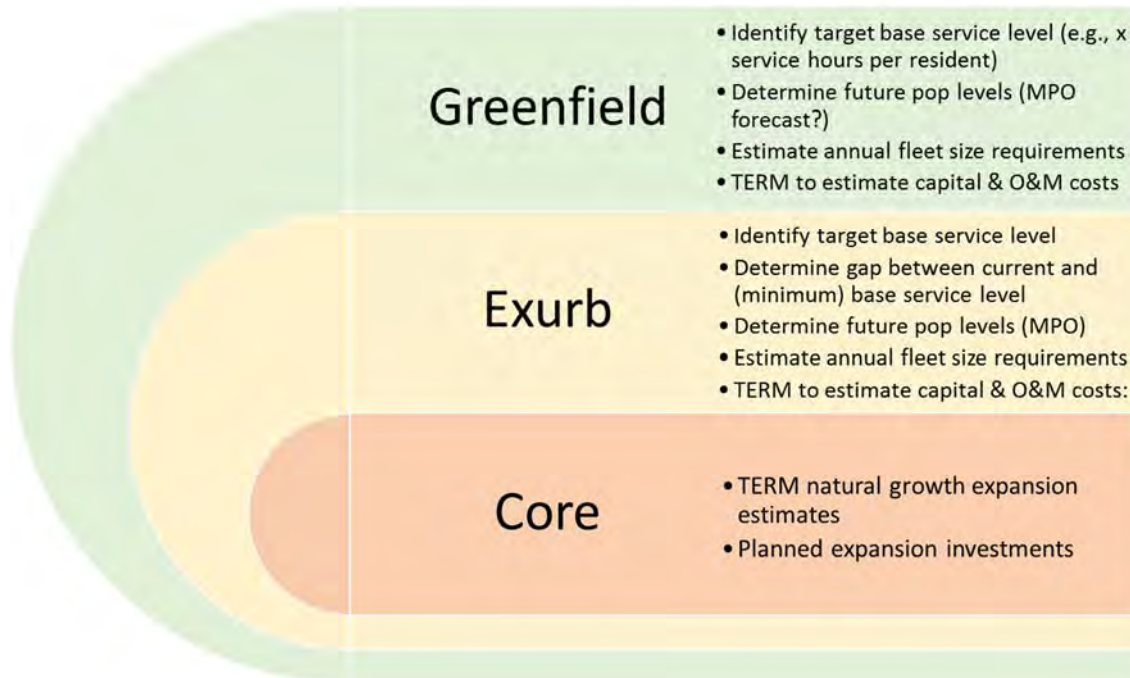 Greenfield
• Identify target base service level (e.g., x
service hours per resident)
• Determine future pop levels (MPO
forecast?)
• Estimate annual fleet size requirements
• TERM to estimate capital & O&M costs
Exurb
• Identify target base service level
• Determine gap between current and
(minimum) base service level
• Determine future pop levels (MPO)
• Estimate annual fleet size requirements
• TERM to estimate capital & O&M costs:
Core
• TERM natural growth expansion
estimates
• Planned expansion investments